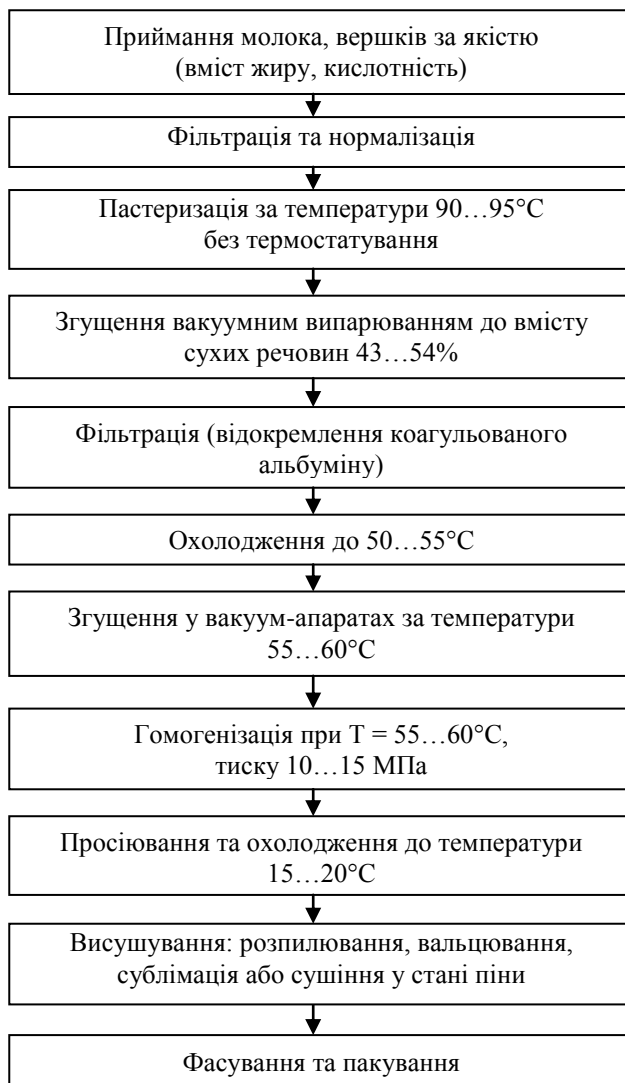 Приймання молока, вершків за якістю
(вміст жиру, кислотність)
Фільтрація та нормалізація
Пастеризація за температури 90…95°С
без термостатування
Згущення вакуумним випарюванням до вмісту
сухих речовин 43…54%
Фільтрація (відокремлення коагульованого
альбуміну)
Охолодження до 50…55°С
Згущення у вакуум-апаратах за температури
55…60°С
Гомогенізація при Т = 55…60°С,
тиску 10…15 МПа
Просіювання та охолодження до температури
15…20°С
Висушування: розпилювання, вальцювання,
сублімація або сушіння у стані піни
Фасування та пакування